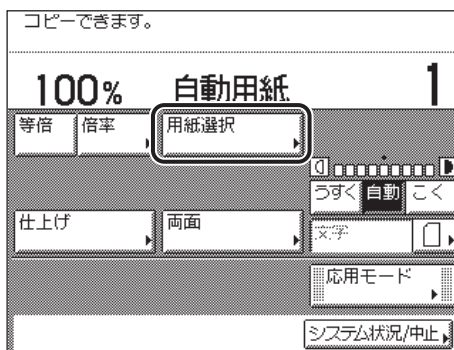 コピーできます。
100% 自動用紙 1
等倍 倍率 用紙選択
うすく 自動 こく
仕上げ 両面 文字
応用モード
システム状況/中止